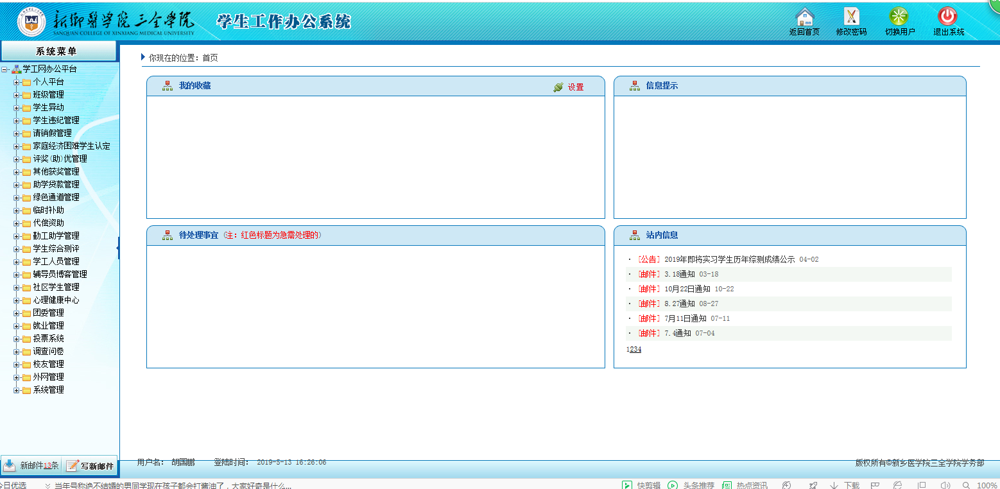 新乡医学院三全学院
SANQUAN COLLEGE OF XINXIANG MEDICAL UNIVERSITY
学生工作办公系统
返回首页
修改密码
切换用户
退出系统
系统菜单
学工网办公平台
个人平台
班级管理
学生异动
学生违纪管理
请销假管理
家庭经济困难学生认定
评奖(助)优管理
其他获奖管理
助学贷款管理
绿色通道管理
临时补助
代偿资助
勤工助学管理
学生综合测评
学工人员管理
辅导员博客管理
社区学生管理
心理健康中心
团委管理
就业管理
投票系统
调查问卷
校友管理
外网管理
系统管理
新邮件13条
写新邮件
你现在的位置：首页
我的收藏
设置
信息提示
待处理事宜（注：红色标题为急需处理的）
站内信息
· [公告] 2019年即将实习学生历年综测成绩公示 04-02
· [邮件] 3.18通知 03-18
· [邮件] 10月22日通知 10-22
· [邮件] 8.27通知 08-27
· [邮件] 7月11日通知 07-11
· [邮件] 7.4通知 07-04
1234
用户名： 胡国鹏 登陆时间： 2019-5-13 16:26:06
版权所有©新乡医学院三全学院学务部
今日优选
当年号称绝不结婚的男同学现在孩子都会打酱油了，大家好奇是什么...
快剪辑
头条推荐
热点资讯
下载
100%